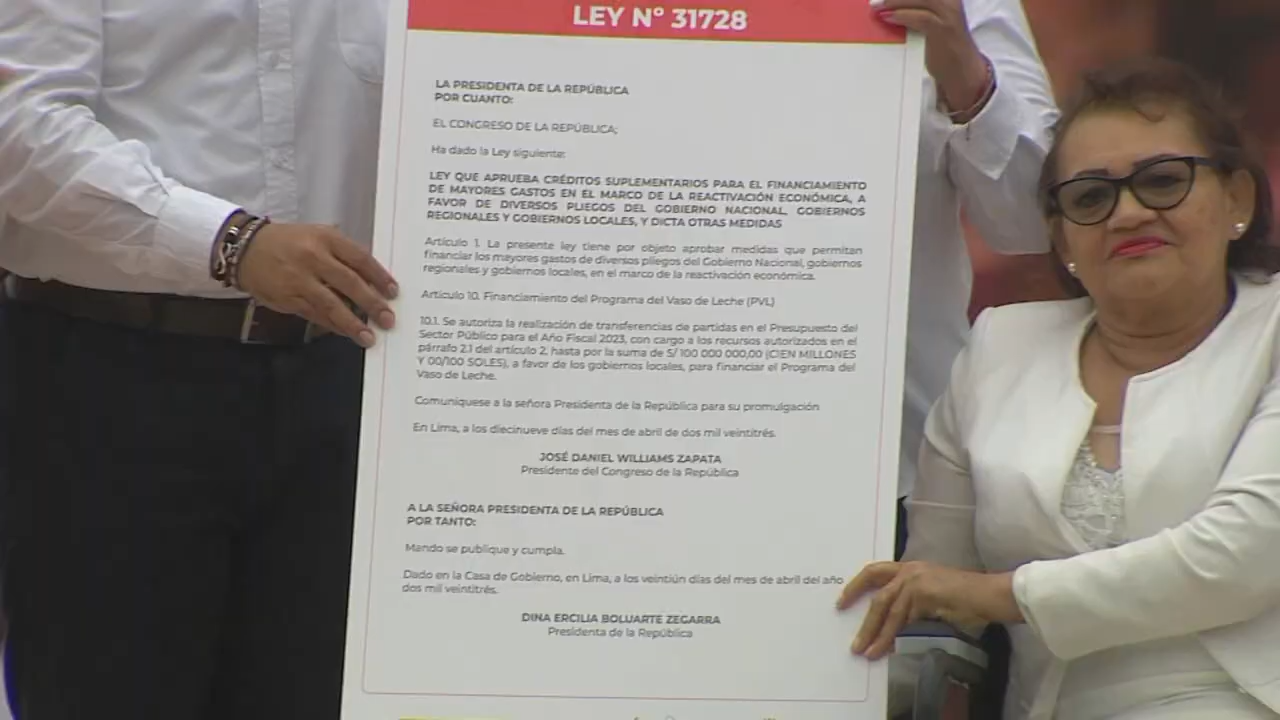 LEY Nº 31728
LA PRESIDENTA DE LA REPÚBLICA
POR CUANTO:
EL CONGRESO DE LA REPÚBLICA;
Ha dado la Ley siguiente:
LEY QUE APRUEBA CRÉDITOS SUPLEMENTARIOS PARA EL FINANCIAMIENTO
DE MAYORES GASTOS EN EL MARCO DE LA REACTIVACIÓN ECONÓMICA, A
FAVOR DE DIVERSOS PLIEGOS DEL GOBIERNO NACIONAL, GOBIERNOS
REGIONALES Y GOBIERNOS LOCALES, Y DICTA OTRAS MEDIDAS
Artículo 1. La presente ley tiene por objeto aprobar medidas que permitan
financiar los mayores gastos de diversos pliegos del Gobierno Nacional, gobiernos
regionales y gobiernos locales, en el marco de la reactivación económica.
Artículo 10. Financiamiento del Programa del Vaso de Leche (PVL)
10.1. Se autoriza la realización de transferencias de partidas en el Presupuesto del
Sector Público para el Año Fiscal 2023, con cargo a los recursos autorizados en el
párrafo 2.1 del artículo 2, hasta por la suma de S/ 100 000 000,00 (CIEN MILLONES
Y 00/100 SOLES), a favor de los gobiernos locales, para financiar el Programa del
Vaso de Leche.
Comuníquese a la señora Presidenta de la República para su promulgación
En Lima, a los diecinueve días del mes de abril de dos mil veintitrés.
JOSÉ DANIEL WILLIAMS ZAPATA
Presidente del Congreso de la República
A LA SEÑORA PRESIDENTA DE LA REPÚBLICA
POR TANTO:
Mando se publique y cumpla.
Dado en la Casa de Gobierno, en Lima, a los veintiún días del mes de abril del año
dos mil veintitrés.
DINA ERCILIA BOLUARTE ZEGARRA
Presidenta de la República